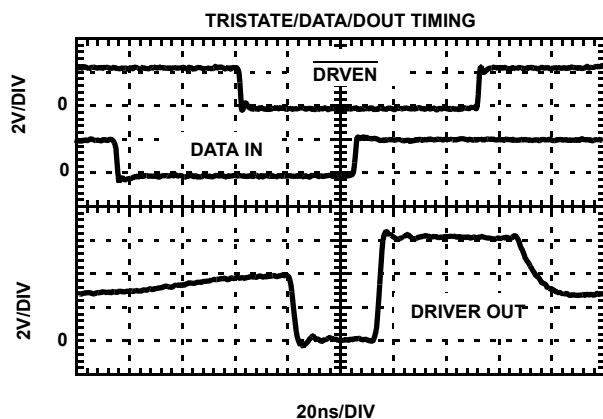 TRISTATE/DATA/DOUT TIMING
2V/DIV
0
DRVEN
DATA IN
0
2V/DIV
0
DRIVER OUT
20ns/DIV